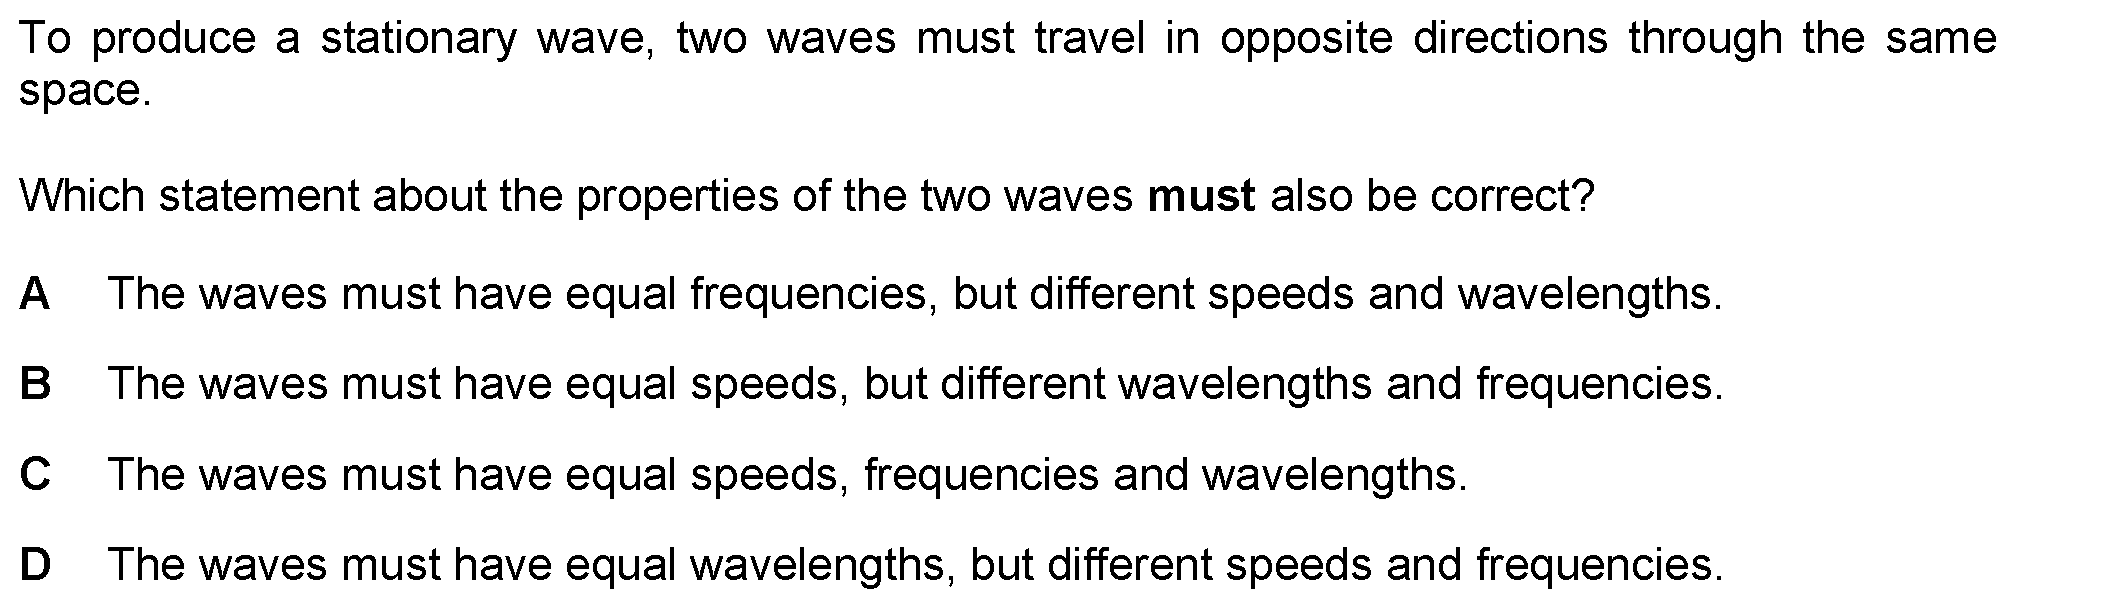 To produce a stationary wave, two waves must travel in opposite directions through the same
space.
Which statement about the properties of the two waves must also be correct?
A The waves must have equal frequencies, but different speeds and wavelengths.
B The waves must have equal speeds, but different wavelengths and frequencies.
C The waves must have equal speeds, frequencies and wavelengths.
D The waves must have equal wavelengths, but different speeds and frequencies.